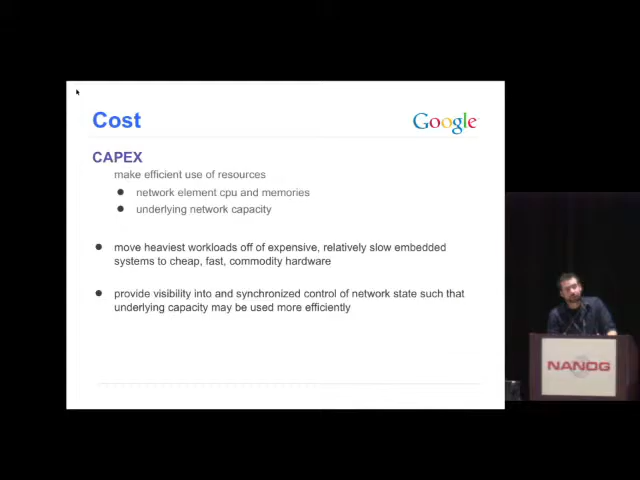 Cost
Google
CAPEX
make efficient use of resources
network element cpu and memories
underlying network capacity
move heaviest workloads off of expensive, relatively slow embedded
systems to cheap, fast, commodity hardware
provide visibility into and synchronized control of network state such that
underlying capacity may be used more efficiently
NANOG